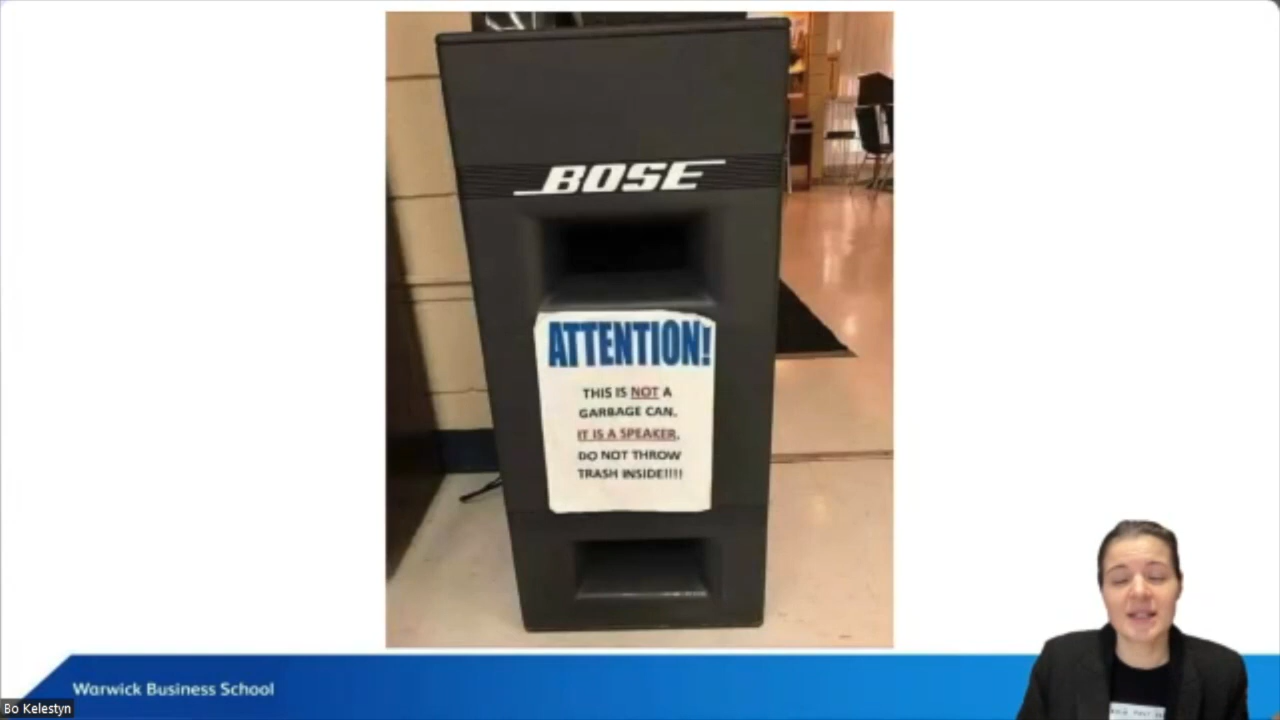 BOSE
ATTENTION!
THIS IS NOT A
GARBAGE CAN.
IT IS A SPEAKER.
DO NOT THROW
TRASH INSIDE!!!!
Warwick Business School
Bo Kelestyn